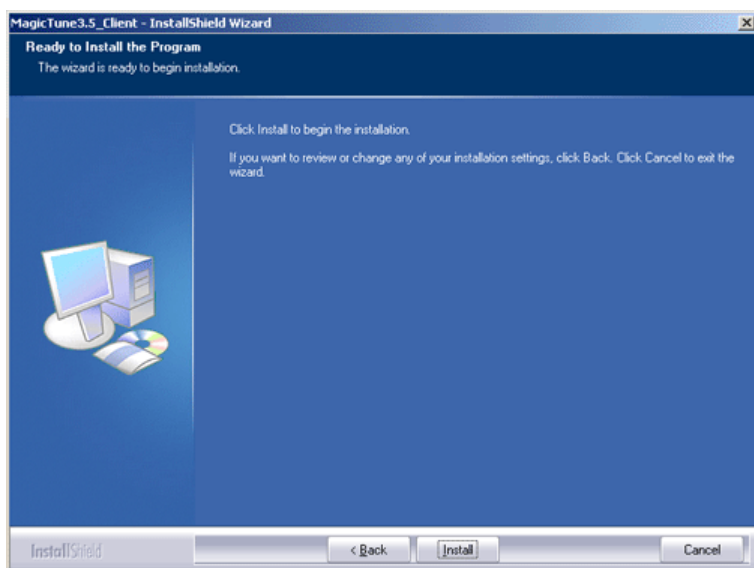 MagicTune3.5_Client - InstallShield Wizard
Ready to Install the Program
The wizard is ready to begin installation.
Click Install to begin the installation.
If you want to review or change any of your installation settings, click Back. Click Cancel to exit the
wizard.
InstallShield
< Back
Install
Cancel